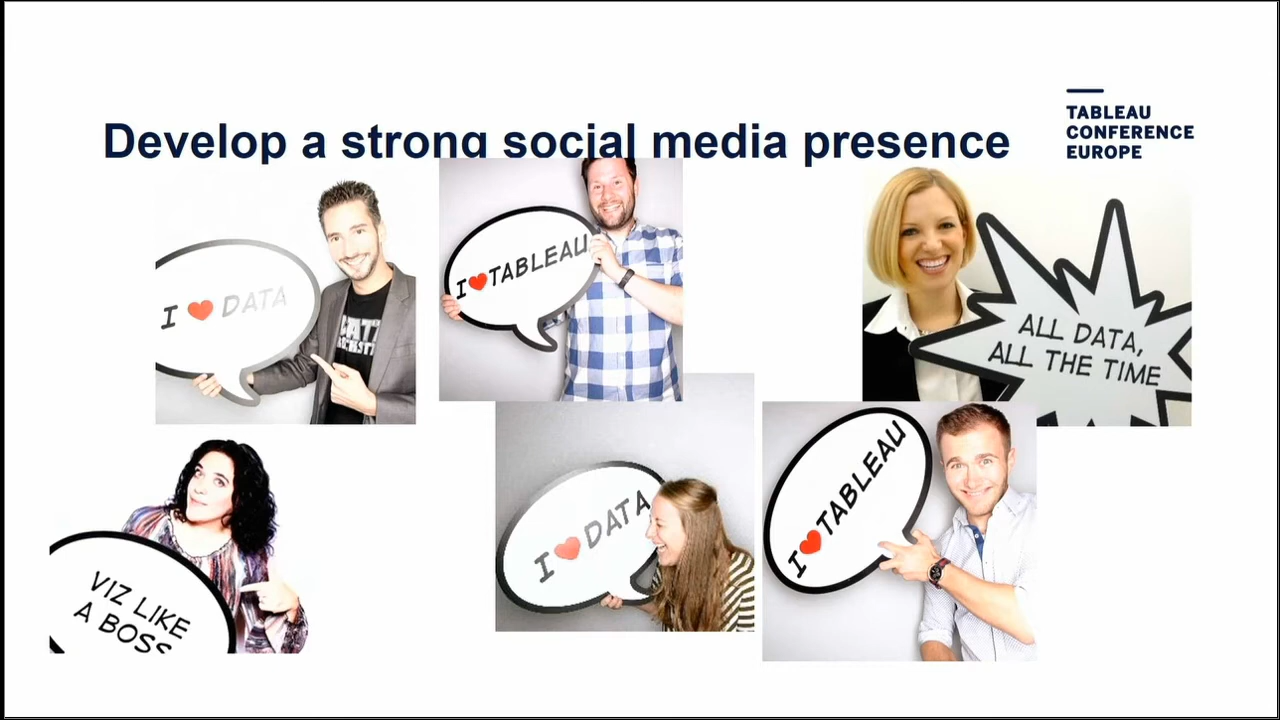 Develop a strong social media presence
TABLEAU
CONFERENCE
EUROPE
I ❤ DATA
I ❤ TABLEAU
ALL DATA,
ALL THE TIME
VIZ LIKE
A BOSS
I ❤ DATA
I ❤ TABLEAU